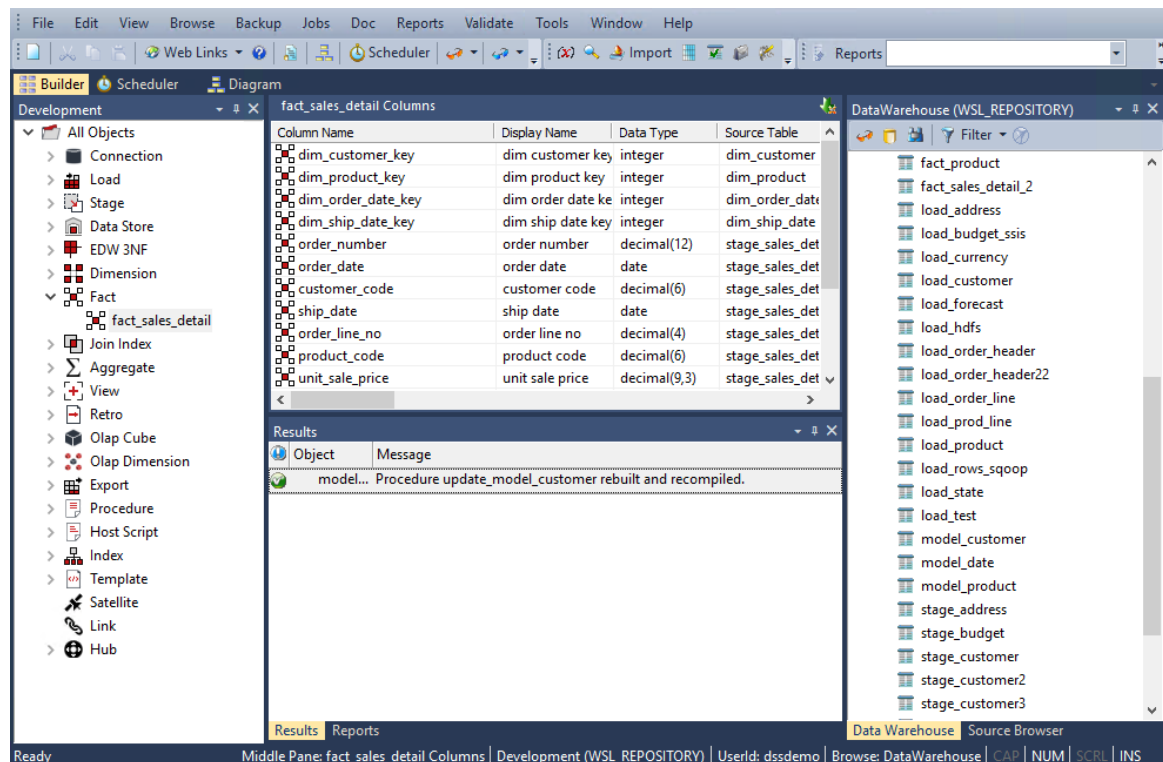 File Edit View Browse Backup Jobs Doc Reports Validate Tools Window Help
Web Links Scheduler (x) Import Reports
Builder Scheduler Diagram
Development
All Objects
Connection
Load
Stage
Data Store
EDW 3NF
Dimension
Fact
fact_sales_detail
Join Index
Aggregate
View
Retro
Olap Cube
Olap Dimension
Export
Procedure
Host Script
Index
Template
Satellite
Link
Hub
fact_sales_detail Columns
Column Name Display Name Data Type Source Table
dim_customer_key dim customer key integer dim_customer
dim_product_key dim product key integer dim_product
dim_order_date_key dim order date ke integer dim_order_date
dim_ship_date_key dim ship date key integer dim_ship_date
order_number order number decimal(12) stage_sales_det
order_date order date date stage_sales_det
customer_code customer code decimal(6) stage_sales_det
ship_date ship date date stage_sales_det
order_line_no order line no decimal(4) stage_sales_det
product_code product code decimal(6) stage_sales_det
unit_sale_price unit sale price decimal(9,3) stage_sales_det
Results
Object Message
model... Procedure update_model_customer rebuilt and recompiled.
Results Reports
DataWarehouse (WSL_REPOSITORY)
Filter
fact_product
fact_sales_detail_2
load_address
load_budget_ssis
load_currency
load_customer
load_forecast
load_hdfs
load_order_header
load_order_header22
load_order_line
load_prod_line
load_product
load_rows_sqoop
load_state
load_test
model_customer
model_date
model_product
stage_address
stage_budget
stage_customer
stage_customer2
stage_customer3
Data Warehouse Source Browser
Ready Middle Pane: fact_sales_detail Columns Development (WSL_REPOSITORY) UserId: dssdemo Browse: DataWarehouse CAP NUM SCRL INS